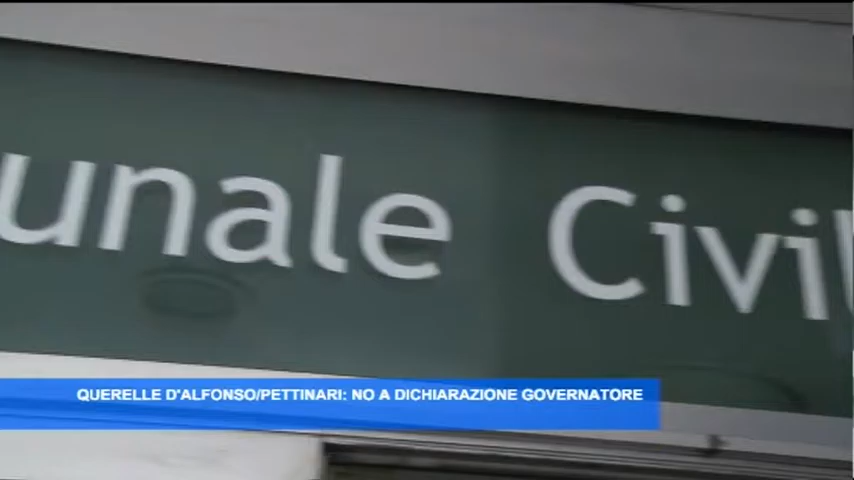 unale Civil
QUERELLE D'ALFONSO/PETTINARI: NO A DICHIARAZIONE GOVERNATORE